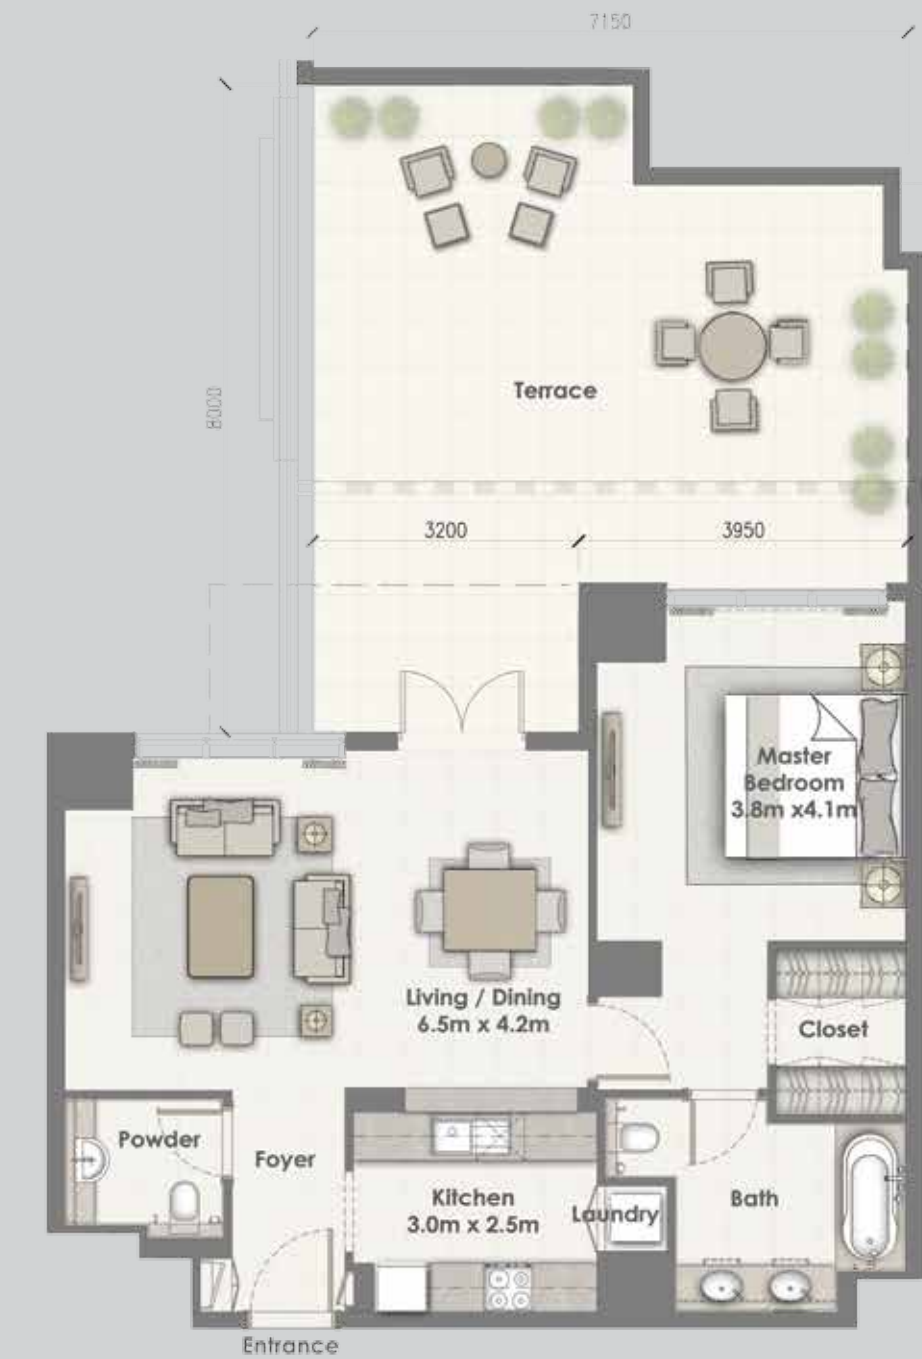 7150
8000
Terrace
3200
3950
Master
Bedroom
3.8m x4.1m
Living / Dining
6.5m x 4.2m
Closet
Powder
Foyer
Kitchen
3.0m x 2.5m
Laundry
Bath
Entrance